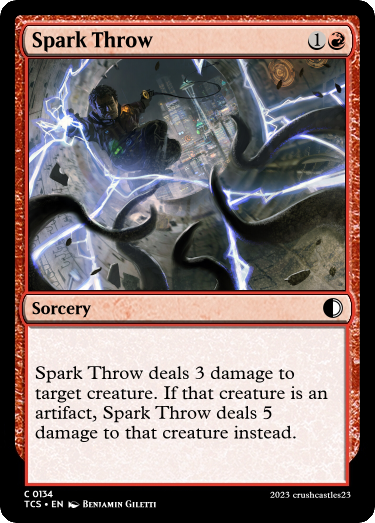 Spark Throw 1
Sorcery
Spark Throw deals 3 damage to
target creature. If that creature is an
artifact, Spark Throw deals 5
damage to that creature instead.
C 0134
TCS • EN Benjamin Giletti
2023 crushcastles23